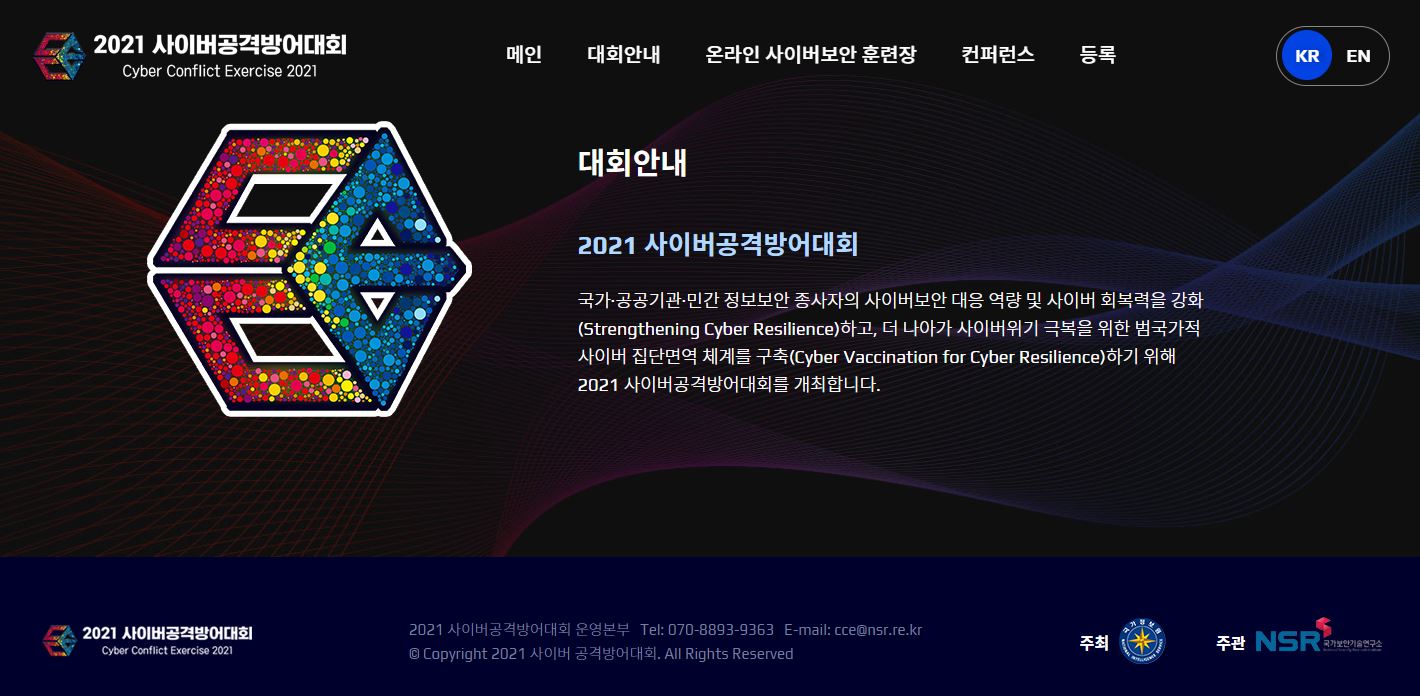 2021 사이버공격방어대회
Cyber Conflict Exercise 2021
메인 대회안내 온라인 사이버보안 훈련장 컨퍼런스 등록
KR EN
대회안내
2021 사이버공격방어대회
국가·공공기관·민간 정보보안 종사자의 사이버보안 대응 역량 및 사이버 회복력을 강화
(Strengthening Cyber Resilience)하고, 더 나아가 사이버위기 극복을 위한 범국가적
사이버 집단면역 체계를 구축(Cyber Vaccination for Cyber Resilience)하기 위해
2021 사이버공격방어대회를 개최합니다.
2021 사이버공격방어대회
Cyber Conflict Exercise 2021
2021 사이버공격방어대회 운영본부 Tel: 070-8893-9363 E-mail: cce@nsr.re.kr
© Copyright 2021 사이버 공격방어대회. All Rights Reserved
주최
국가정보원
NATIONAL INTELLIGENCE SERVICE
주관
NSR 국가보안기술연구소